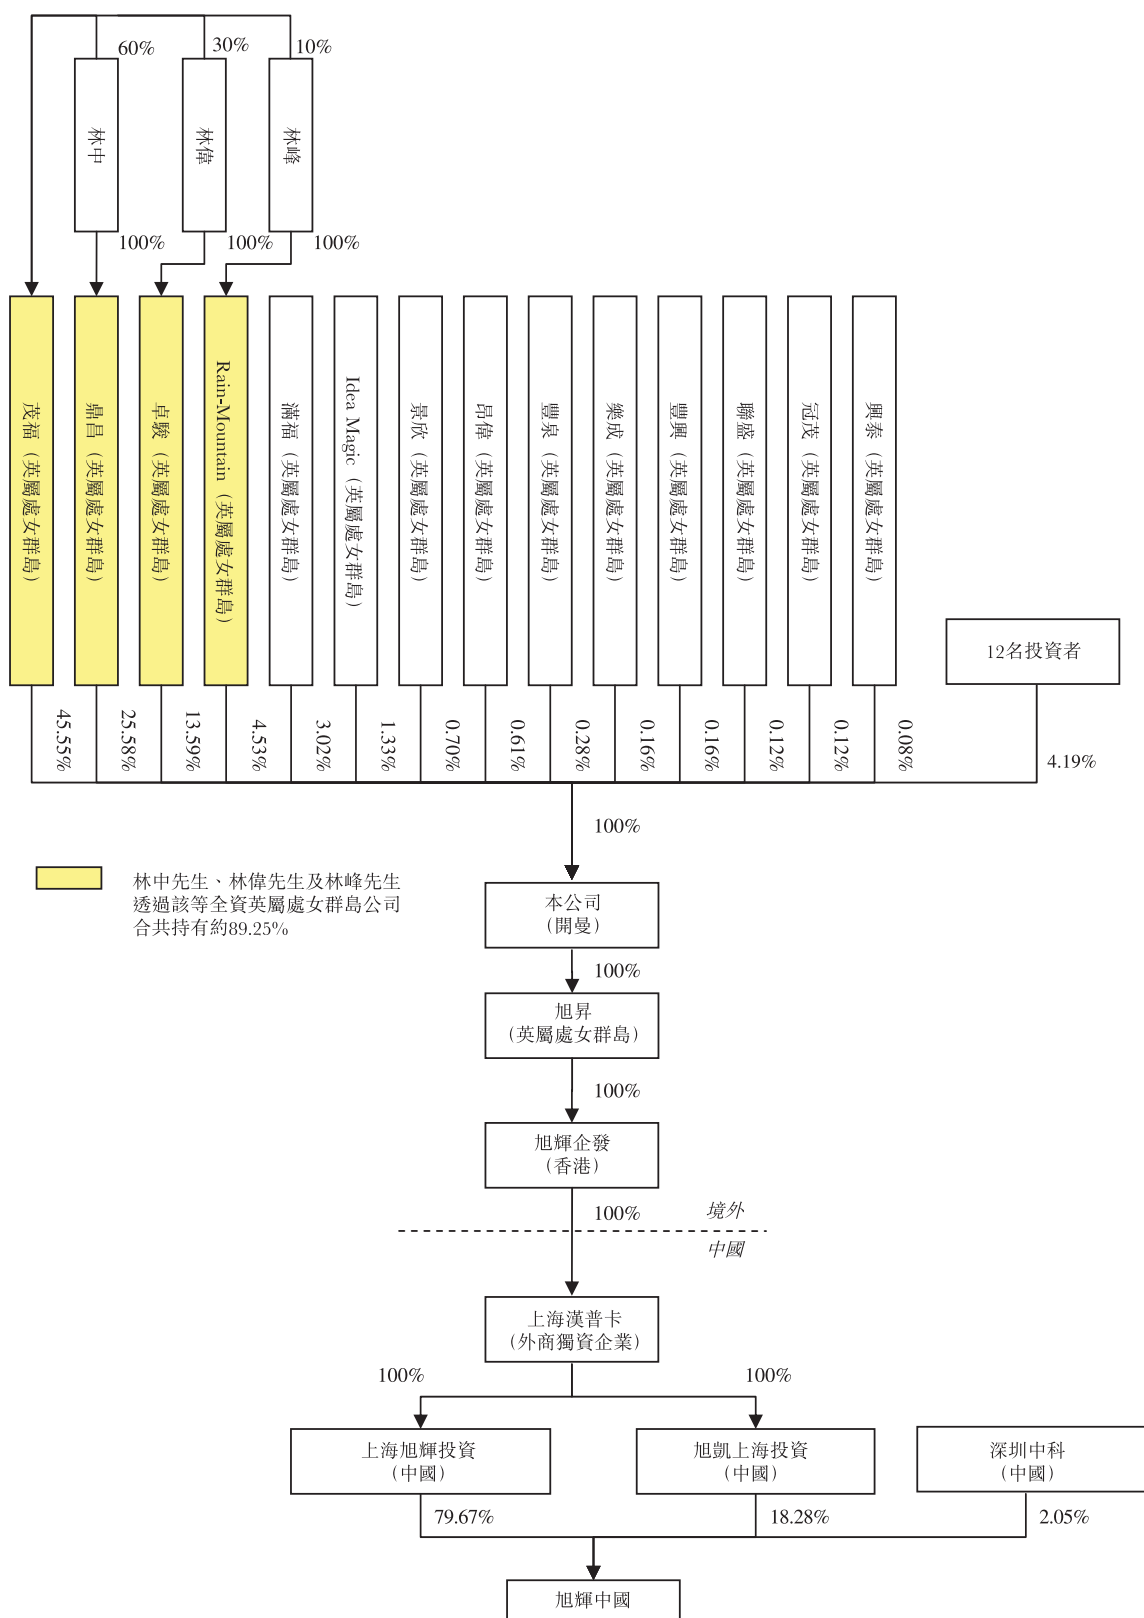 60%
30%
10%
林中
林偉
林峰
100%
100%
100%
茂福（英屬處女群島）
鼎昌（英屬處女群島）
卓駿（英屬處女群島）
Rain-Mountain（英屬處女群島）
滿福（英屬處女群島）
Idea Magic（英屬處女群島）
景欣（英屬處女群島）
昂偉（英屬處女群島）
豐泉（英屬處女群島）
樂成（英屬處女群島）
豐興（英屬處女群島）
聯盛（英屬處女群島）
冠茂（英屬處女群島）
興泰（英屬處女群島）
12名投資者
45.55%
25.58%
13.59%
4.53%
3.02%
1.33%
0.70%
0.61%
0.28%
0.16%
0.16%
0.12%
0.12%
0.08%
4.19%
100%
林中先生、林偉先生及林峰先生
透過該等全資英屬處女群島公司
合共持有約89.25%
本公司
（開曼）
100%
旭昇
（英屬處女群島）
100%
旭輝企發
（香港）
100%
境外
中國
上海漢普卡
（外商獨資企業）
100%
100%
上海旭輝投資
（中國）
旭凱上海投資
（中國）
深圳中科
（中國）
79.67%
18.28%
2.05%
旭輝中國